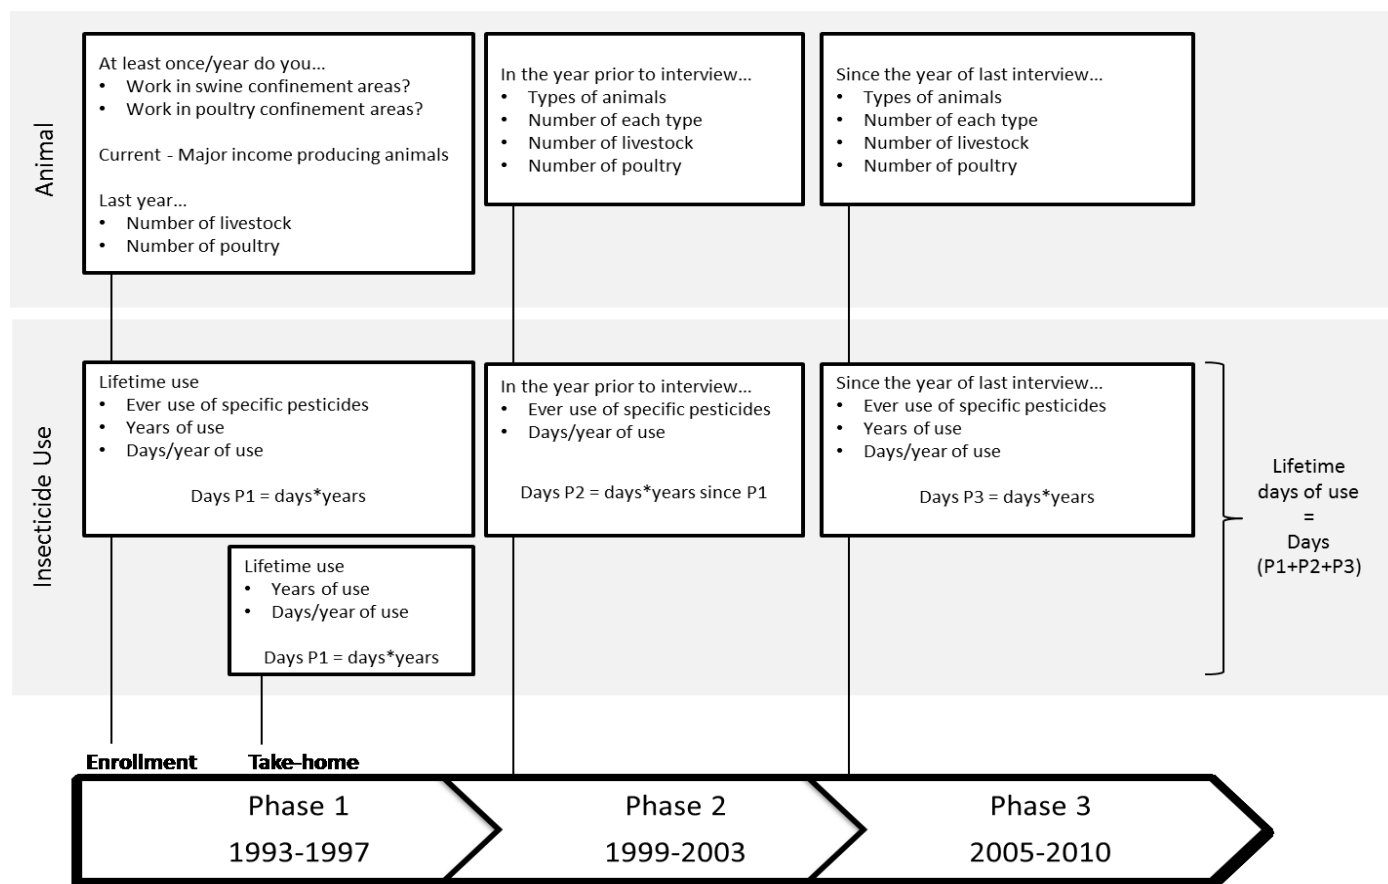 Animal
At least once/year do you...
• Work in swine confinement areas?
• Work in poultry confinement areas?
Current - Major income producing animals
Last year...
• Number of livestock
• Number of poultry
In the year prior to interview...
• Types of animals
• Number of each type
• Number of livestock
• Number of poultry
Since the year of last interview...
• Types of animals
• Number of each type
• Number of livestock
• Number of poultry
Insecticide Use
Lifetime use
• Ever use of specific pesticides
• Years of use
• Days/year of use
Days P1 = days*years
Lifetime use
• Years of use
• Days/year of use
Days P1 = days*years
In the year prior to interview...
• Ever use of specific pesticides
• Days/year of use
Days P2 = days*years since P1
Since the year of last interview...
• Ever use of specific pesticides
• Years of use
• Days/year of use
Days P3 = days*years
Lifetime
days of use
=
Days
(P1+P2+P3)
Enrollment
Take-home
Phase 1
1993-1997
Phase 2
1999-2003
Phase 3
2005-2010